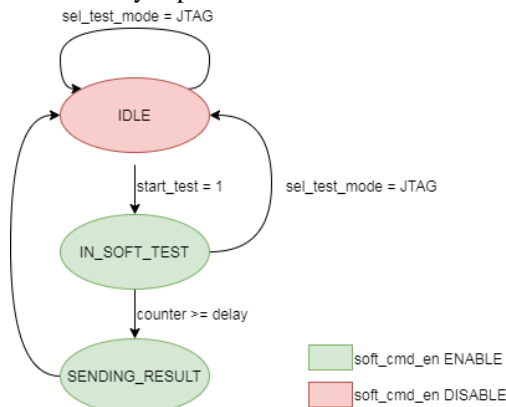 sel_test_mode = JTAG
IDLE
start_test = 1
sel_test_mode = JTAG
IN_SOFT_TEST
counter >= delay
SENDING_RESULT
soft_cmd_en ENABLE
soft_cmd_en DISABLE